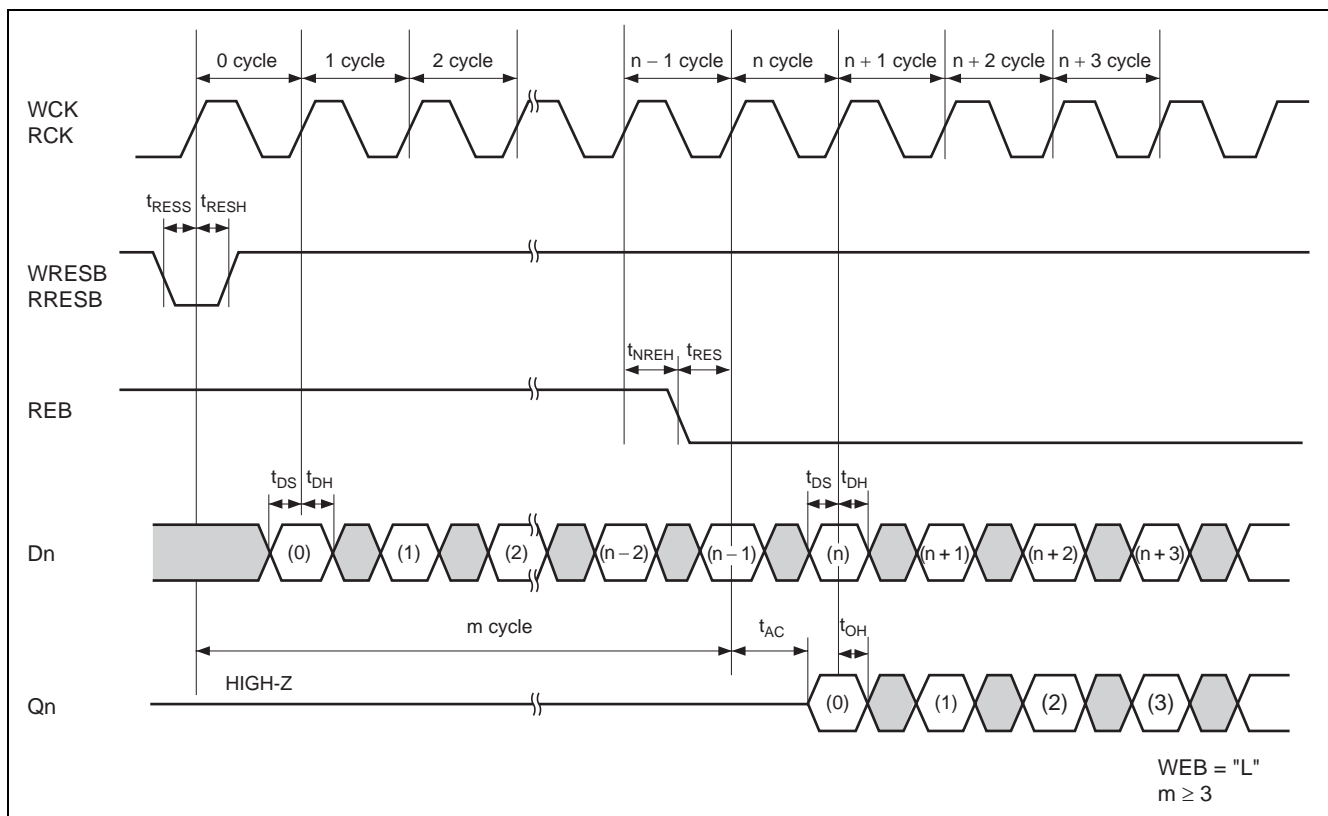 0 cycle 1 cycle 2 cycle n − 1 cycle n cycle n + 1 cycle n + 2 cycle n + 3 cycle
WCK
RCK
tRESS tRESH
WRESB
RRESB
tNREH tRES
REB
tDS tDH tDS tDH
Dn (0) (1) (2) (n − 2) (n − 1) (n) (n + 1) (n + 2) (n + 3)
m cycle tAC tOH
HIGH-Z
Qn (0) (1) (2) (3)
WEB = "L"
m ≥ 3